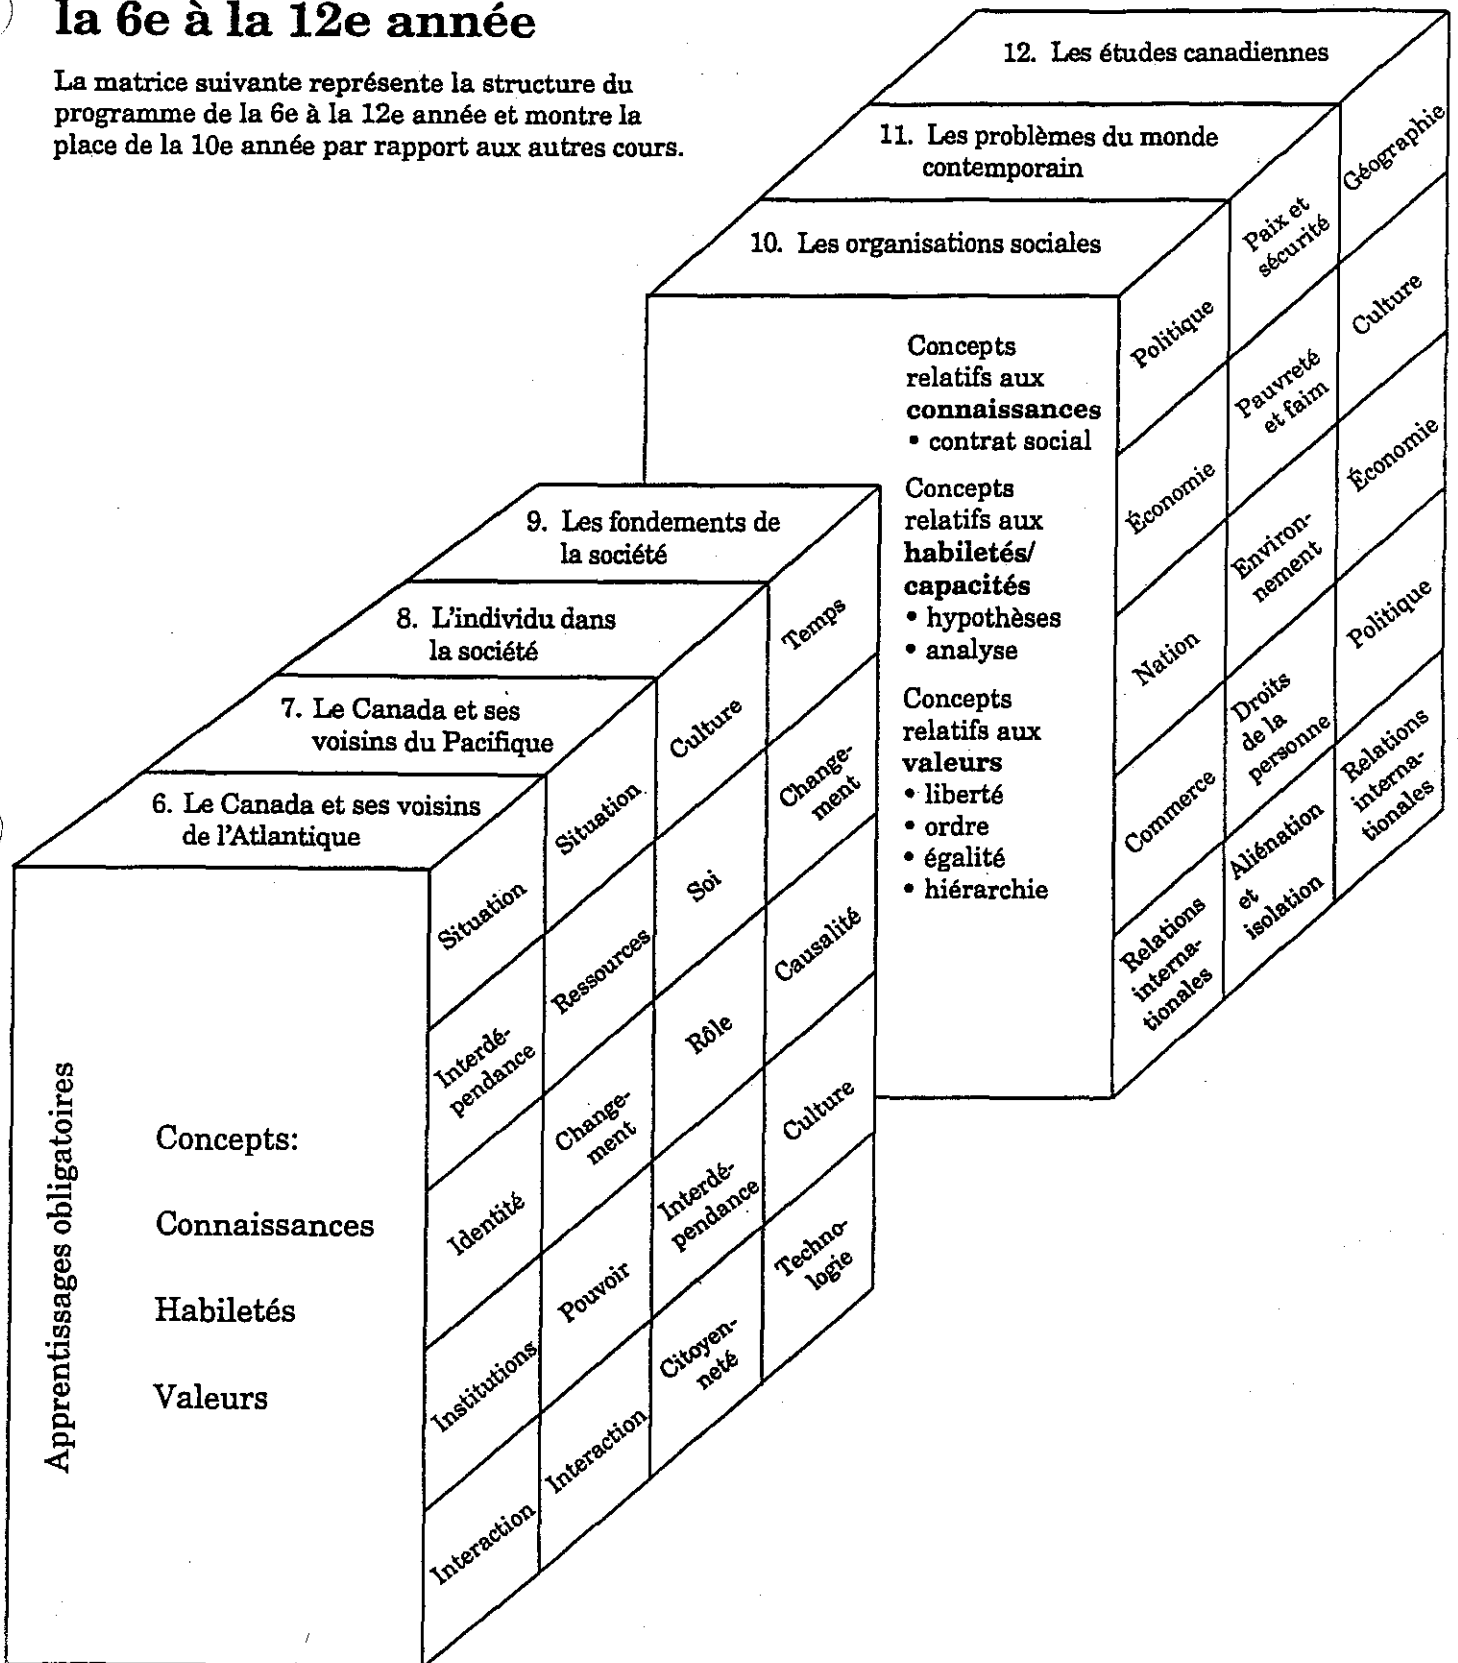 la 6e à la 12e année
La matrice suivante représente la structure du
programme de la 6e à la 12e année et montre la
place de la 10e année par rapport aux autres cours.
12. Les études canadiennes
11. Les problèmes du monde
contemporain
10. Les organisations sociales
Concepts
relatifs aux
connaissances
• contrat social
Concepts
relatifs aux
habiletés/
capacités
• hypothèses
• analyse
Concepts
relatifs aux
valeurs
• liberté
• ordre
• égalité
• hiérarchie
Politique
Économie
Nation
Commerce
Relations
interna-
tionales
Paix et
sécurité
Pauvreté
et faim
Environ-
nement
Droits
de la
personne
Aliénation
et
isolation
Géographie
Culture
Économie
Politique
Relations
interna-
tionales
9. Les fondements de
la société
8. L'individu dans
la société
7. Le Canada et ses
voisins du Pacifique
6. Le Canada et ses voisins
de l'Atlantique
Apprentissages obligatoires
Concepts:
Connaissances
Habiletés
Valeurs
Situation
Interdé-
pendance
Identité
Institutions
Interaction
Situation
Ressources
Change-
ment
Pouvoir
Interaction
Culture
Soi
Rôle
Interdé-
pendance
Citoyen-
neté
Temps
Change-
ment
Causalité
Culture
Techno-
logie